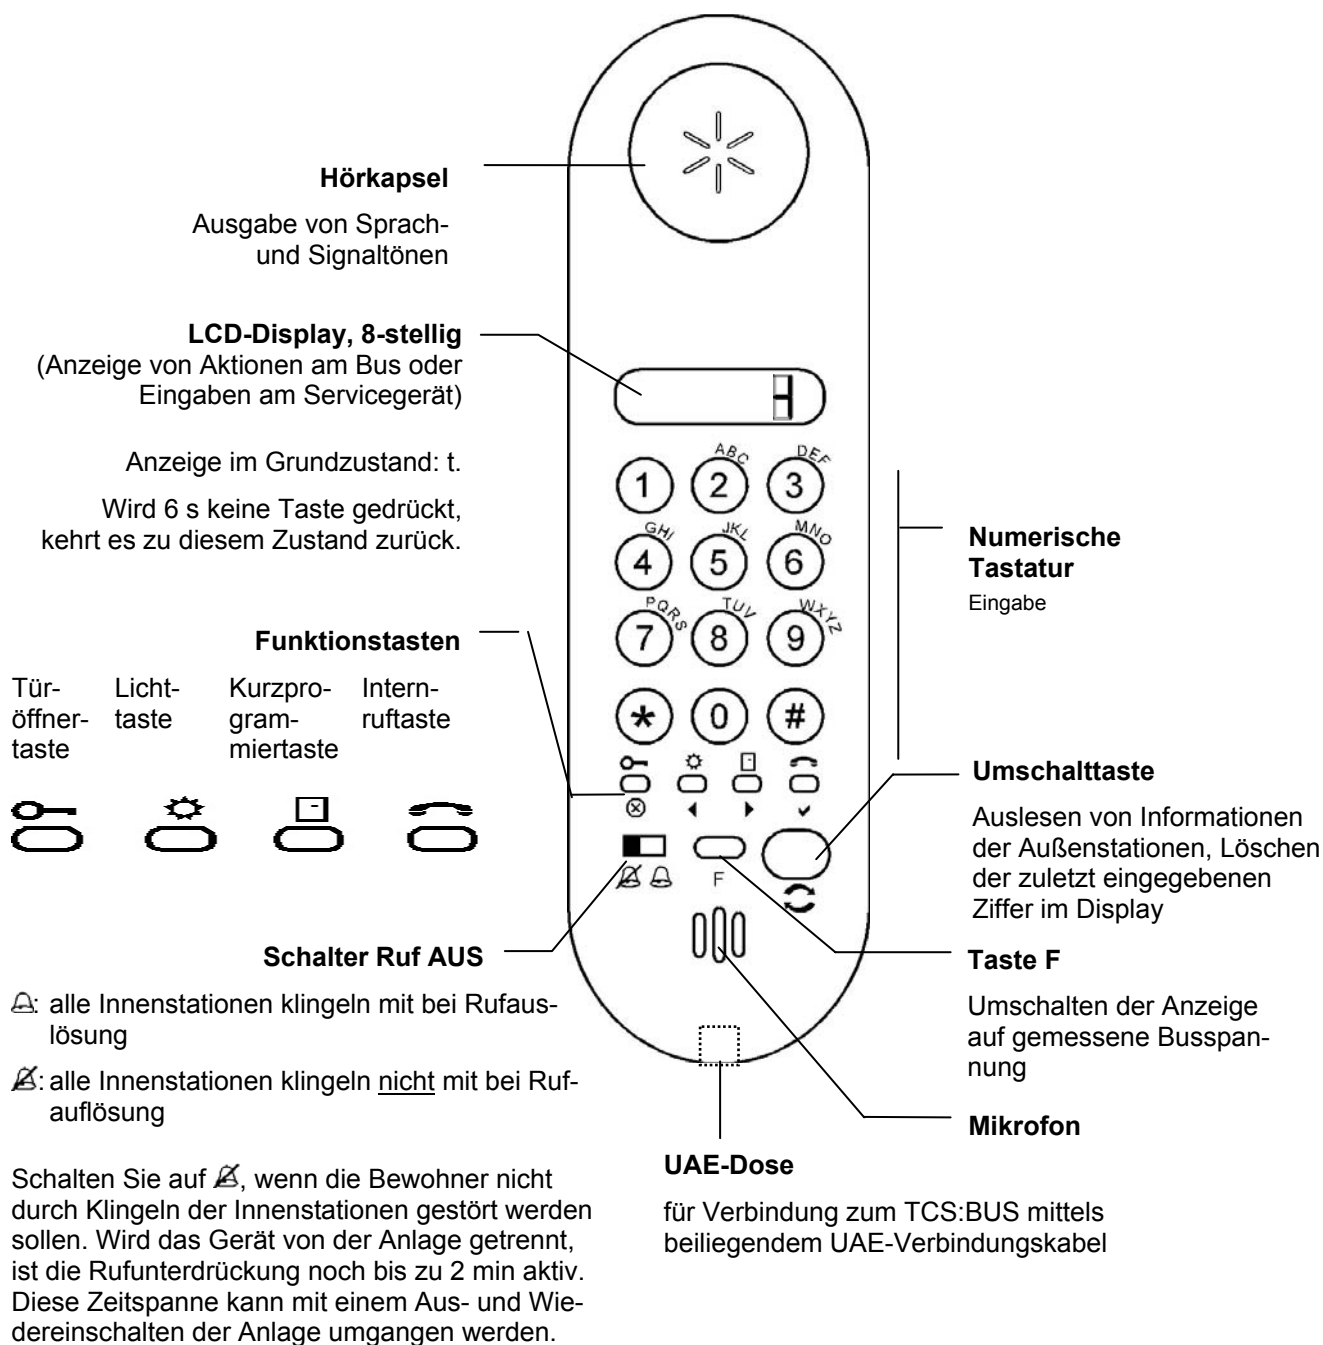 Hörkapsel
Ausgabe von Sprach-
und Signaltönen
LCD-Display, 8-stellig
(Anzeige von Aktionen am Bus oder
Eingaben am Servicegerät)
Anzeige im Grundzustand: t.
Wird 6 s keine Taste gedrückt,
kehrt es zu diesem Zustand zurück.
Funktionstasten
Tür-
öffner-
taste
Licht-
taste
Kurzpro-
gram-
miertaste
Intern-
ruftaste
Schalter Ruf AUS
: alle Innenstationen klingeln mit bei Rufaus-
lösung
: alle Innenstationen klingeln nicht mit bei Ruf-
auflösung
Schalten Sie auf , wenn die Bewohner nicht
durch Klingeln der Innenstationen gestört werden
sollen. Wird das Gerät von der Anlage getrennt,
ist die Rufunterdrückung noch bis zu 2 min aktiv.
Diese Zeitspanne kann mit einem Aus- und Wie-
dereinschalten der Anlage umgangen werden.
ABC DEF
1 2 3
GHI JKL MNO
4 5 6
PQRS TUV WXYZ
7 8 9
* 0 #
F
Numerische
Tastatur
Eingabe
Umschalttaste
Auslesen von Informationen
der Außenstationen, Löschen
der zuletzt eingegebenen
Ziffer im Display
Taste F
Umschalten der Anzeige
auf gemessene Busspan-
nung
Mikrofon
UAE-Dose
für Verbindung zum TCS:BUS mittels
beiliegendem UAE-Verbindungskabel